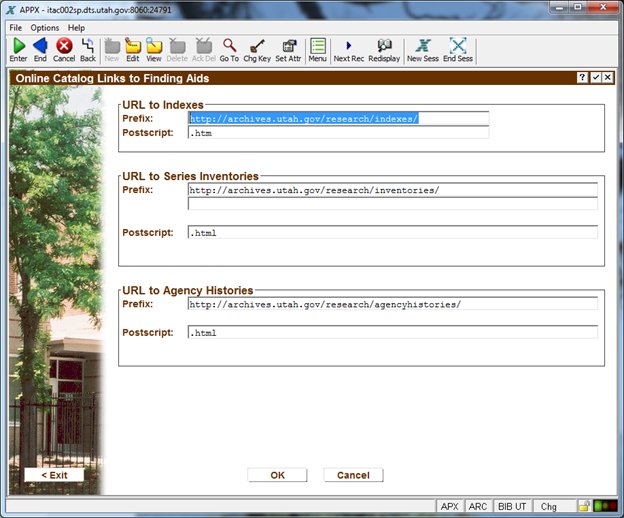 APPX - itac002sp.dts.utah.gov:8060:24791
File Options Help
Enter End Cancel Back New Edit View Delete Ack Del Go To Chg Key Set Attr Menu Next Rec Redisplay New Sess End Sess
Online Catalog Links to Finding Aids
URL to Indexes
Prefix: http://archives.utah.gov/research/indexes/
Postscript: .htm
URL to Series Inventories
Prefix: http://archives.utah.gov/research/inventories/
Postscript: .html
URL to Agency Histories
Prefix: http://archives.utah.gov/research/agencyhistories/
Postscript: .html
< Exit OK Cancel
APX ARC BIB UT Chg